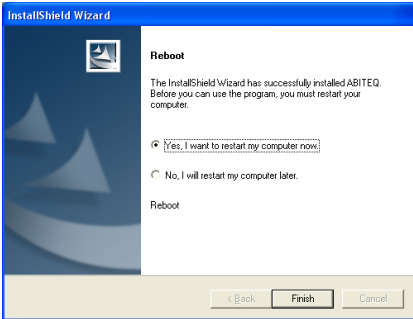 InstallShield Wizard
Reboot
The InstallShield Wizard has successfully installed ABITEQ.
Before you can use the program, you must restart your
computer.
Yes, I want to restart my computer now.
No, I will restart my computer later.
Reboot
< Back
Finish
Cancel